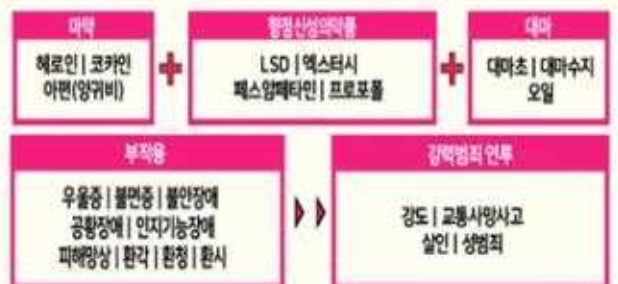 마약
헤로인 | 코카인
아편(양귀비)
향정신성의약품
LSD | 엑스터시
페스암페타민 | 프로포폴
대마
대마초 | 대마수지
오일
부작용
우울증 | 불면증 | 불안장애
공황장애 | 인지기능장애
피해망상 | 환각 | 환청 | 환시
강력범죄 연루
강도 | 교통사망사고
살인 | 성범죄